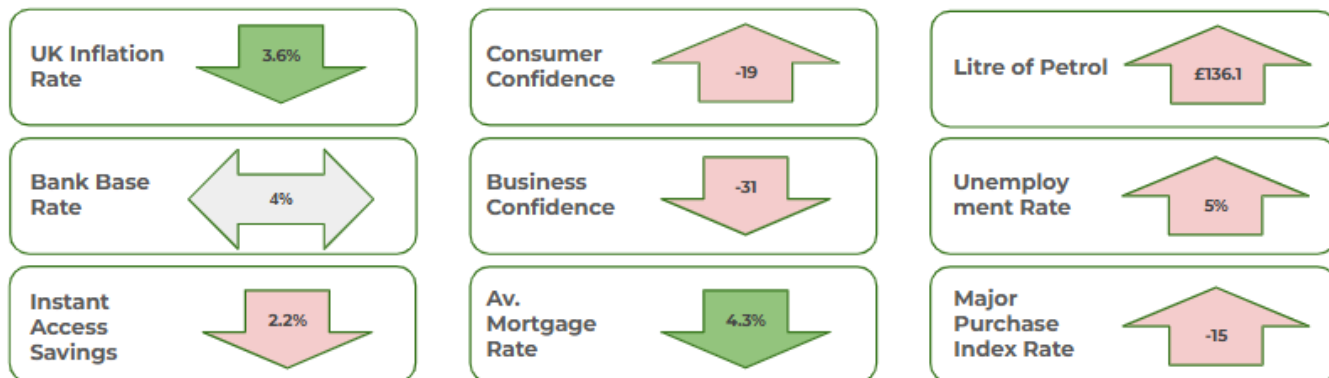 UK Inflation
Rate
3.6%
Consumer
Confidence
-19
Litre of Petrol
£136.1
Bank Base
Rate
4%
Business
Confidence
-31
Unemploy
ment Rate
5%
Instant
Access
Savings
2.2%
Av.
Mortgage
Rate
4.3%
Major
Purchase
Index Rate
-15